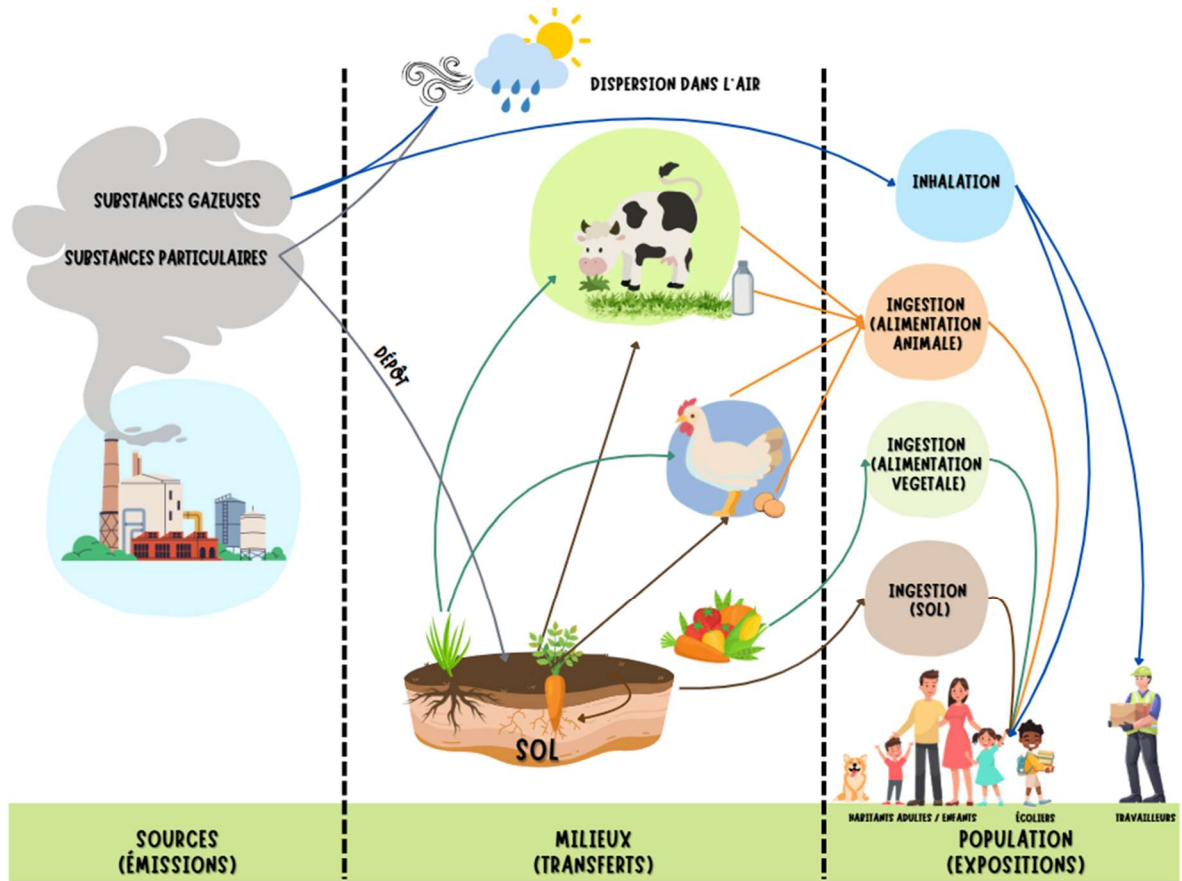 DISPERSION DANS L'AIR
SUBSTANCES GAZEUSES
SUBSTANCES PARTICULAIRES
DÉPÔT
INHALATION
INGESTION
(ALIMENTATION
ANIMALE)
INGESTION
(ALIMENTATION
VEGETALE)
INGESTION
(SOL)
SOL
HABITANTS ADULTES / ENFANTS
ÉCOLIERS
TRAVAILLEURS
SOURCES
(ÉMISSIONS)
MILIEUX
(TRANSFERTS)
POPULATION
(EXPOSITIONS)